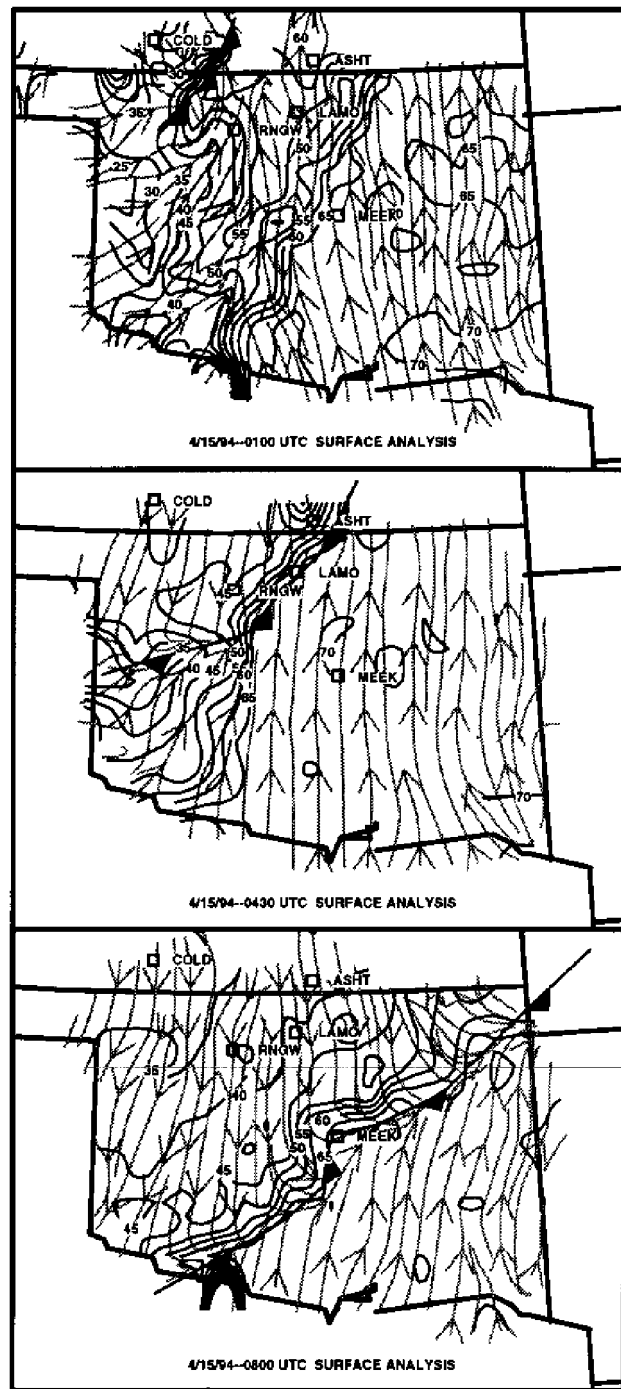 COLD
60
ASHT
30
35
RNGW
LAMO
50
65
25
35
30
65
40
45
55
55
65
MEEK
60
50
40
70
70
4/15/94--0100 UTC SURFACE ANALYSIS
COLD
ASHT
LAMO
45
RNGW
35
50
70
40
45
55
60
MEEK
65
70
4/15/94--0430 UTC SURFACE ANALYSIS
COLD
ASHT
LAMO
RNGW
35
40
60
55
MEEK
50
45
65
45
4/15/94--0800 UTC SURFACE ANALYSIS